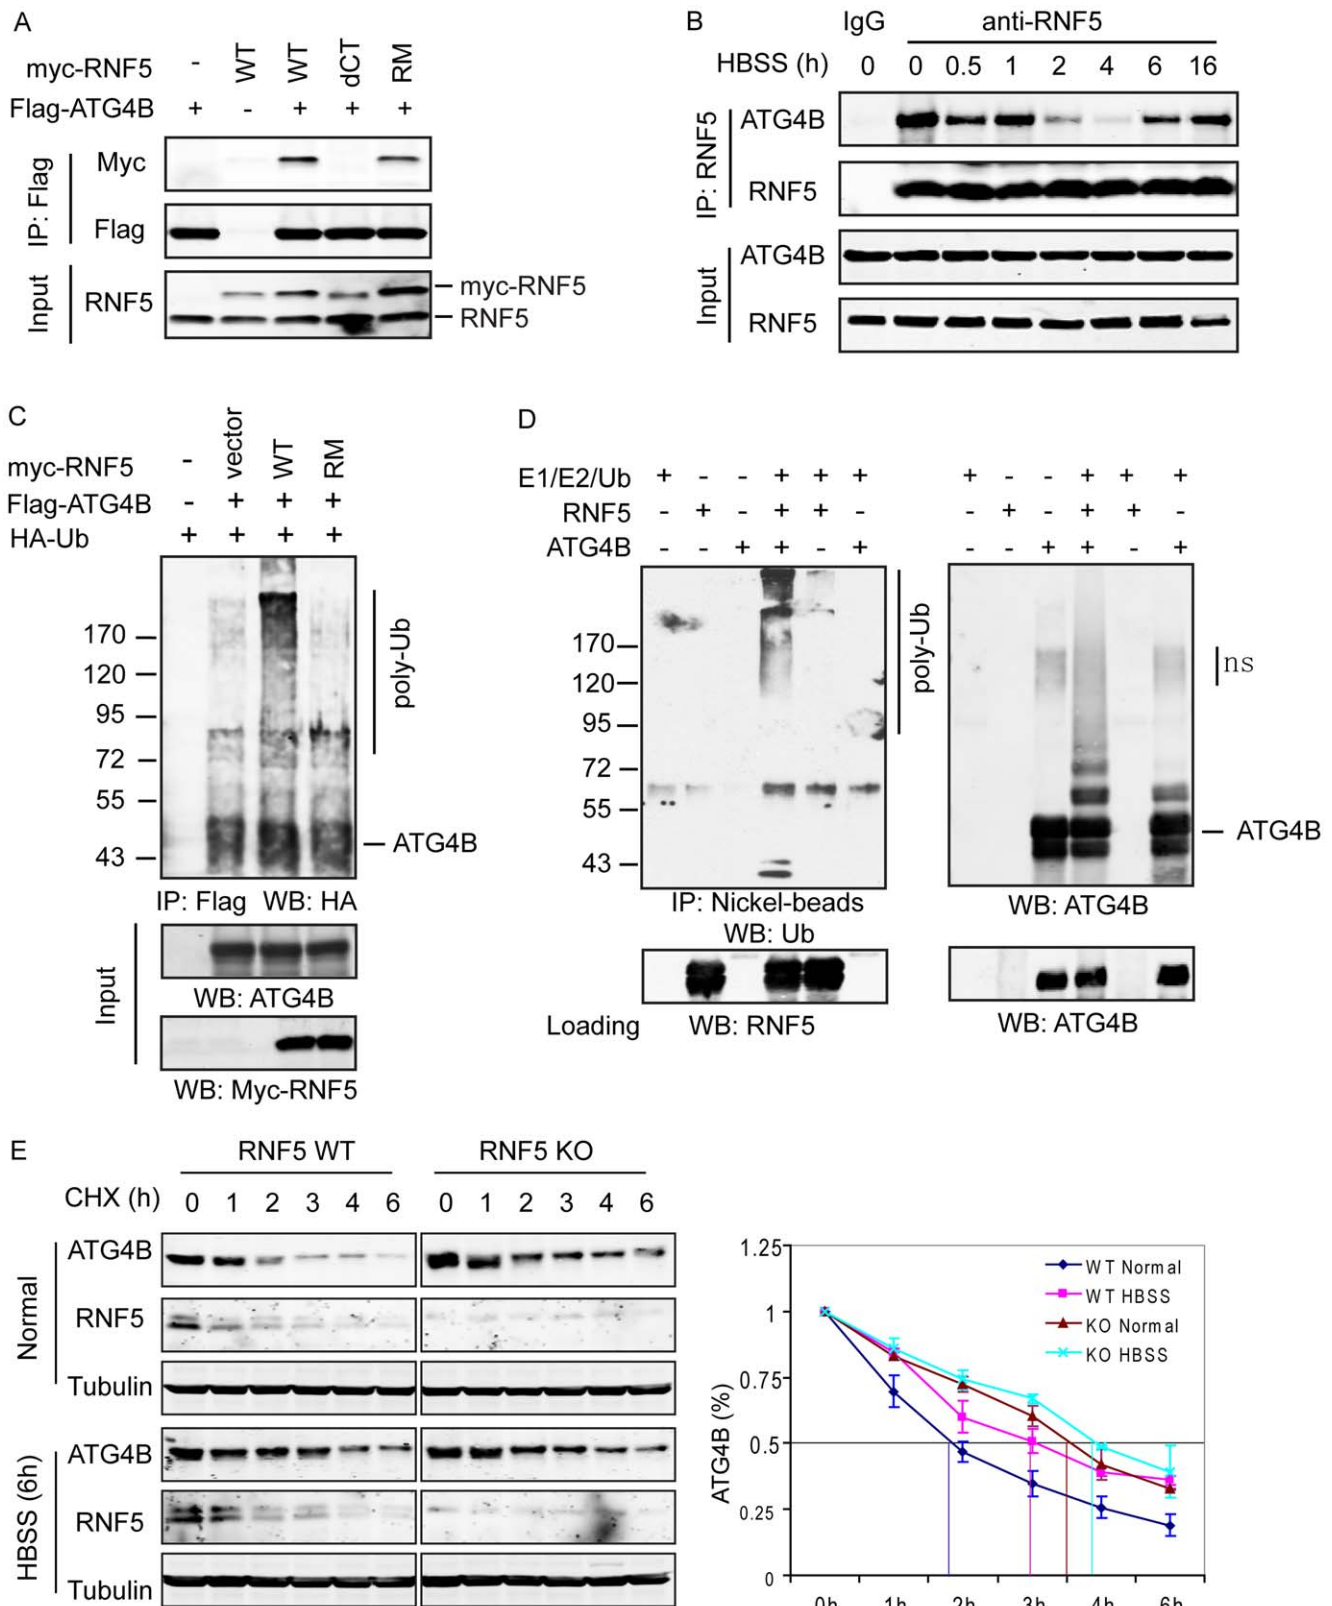 A
myc-RNF5 - WT WT dCT RM
Flag-ATG4B + - + + +
IP: Flag
Myc
Flag
Input
RNF5
myc-RNF5
RNF5
B
IgG anti-RNF5
HBSS (h) 0 0 0.5 1 2 4 6 16
IP: RNF5
ATG4B
RNF5
Input
ATG4B
RNF5
C
myc-RNF5 - vector WT RM
Flag-ATG4B - + + +
HA-Ub + + + +
170
120
95
72
55
43
poly-Ub
ATG4B
IP: Flag WB: HA
Input
WB: ATG4B
WB: Myc-RNF5
D
E1/E2/Ub + - - + + + + - - + + +
RNF5 - + - + + - - + - + + -
ATG4B - - + + - + - - + + - +
170
120
95
72
55
43
poly-Ub
ns
ATG4B
IP: Nickel-beads
WB: Ub
WB: ATG4B
Loading WB: RNF5 WB: ATG4B
E
RNF5 WT RNF5 KO
CHX (h) 0 1 2 3 4 6 0 1 2 3 4 6
Normal
ATG4B
RNF5
Tubulin
HBSS (6h)
ATG4B
RNF5
Tubulin
ATG4B (%)
1.25
1
0.75
0.5
0.25
0
WT Normal
WT HBSS
KO Normal
KO HBSS
0h 1h 2h 3h 4h 6h